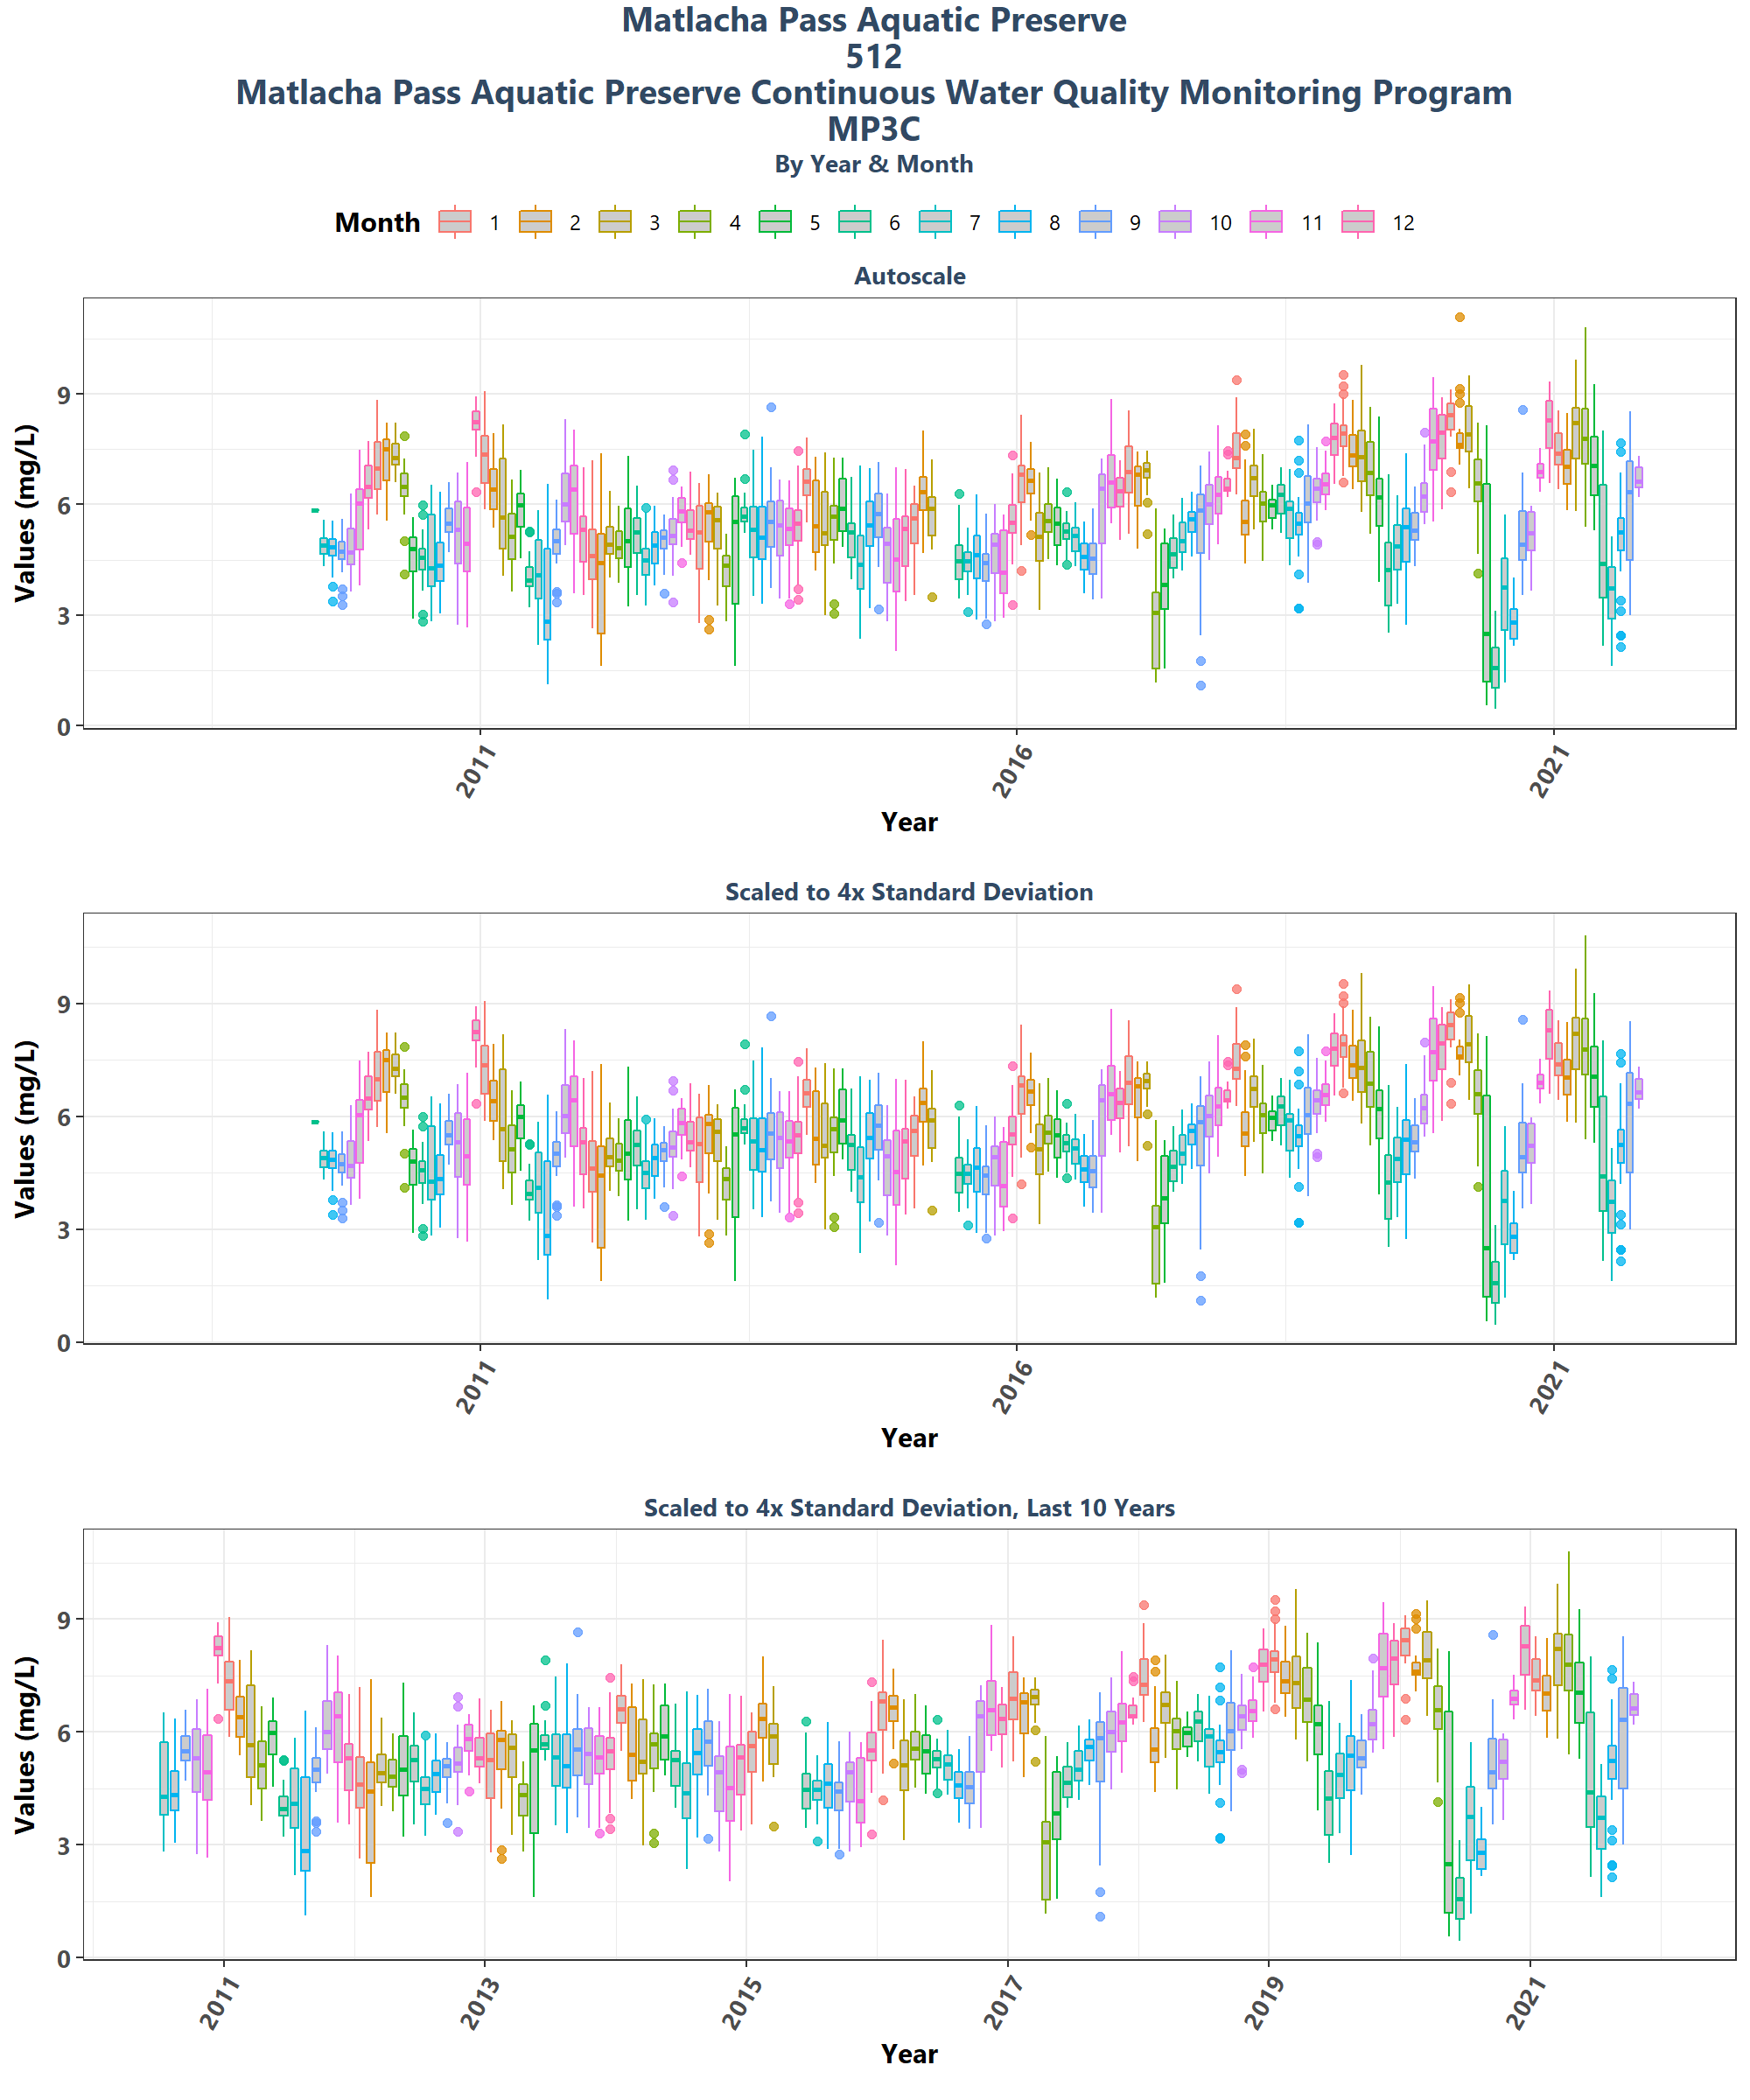 Matlacha Pass Aquatic Preserve
512
Matlacha Pass Aquatic Preserve Continuous Water Quality Monitoring Program
MP3C
By Year & Month
Month 1 2 3 4 5 6 7 8 9 10 11 12
Autoscale
Values (mg/L)
9
6
3
0
2011 2016 2021
Year
Scaled to 4x Standard Deviation
Values (mg/L)
9
6
3
0
2011 2016 2021
Year
Scaled to 4x Standard Deviation, Last 10 Years
Values (mg/L)
9
6
3
0
2011 2013 2015 2017 2019 2021
Year